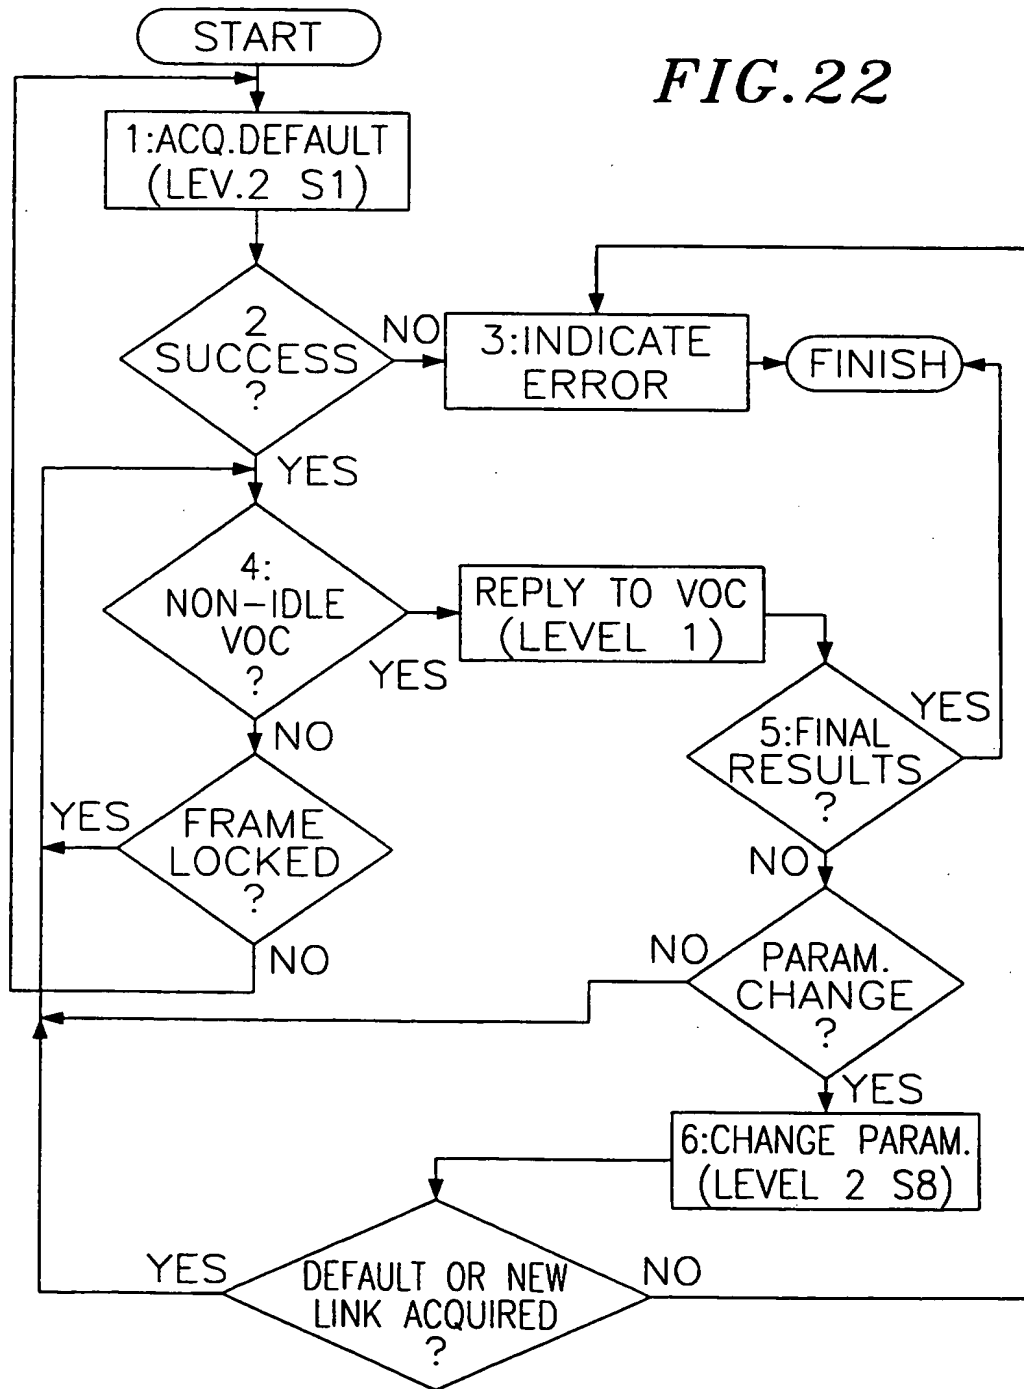 START
FIG.22
1:ACQ.DEFAULT
(LEV.2 S1)
2
SUCCESS
?
NO
3:INDICATE
ERROR
FINISH
YES
4:
NON-IDLE
VOC
?
YES
REPLY TO VOC
(LEVEL 1)
NO
5:FINAL
RESULTS
?
YES
YES
FRAME
LOCKED
?
NO
NO
NO
PARAM.
CHANGE
?
YES
6:CHANGE PARAM.
(LEVEL 2 S8)
YES
DEFAULT OR NEW
LINK ACQUIRED
?
NO